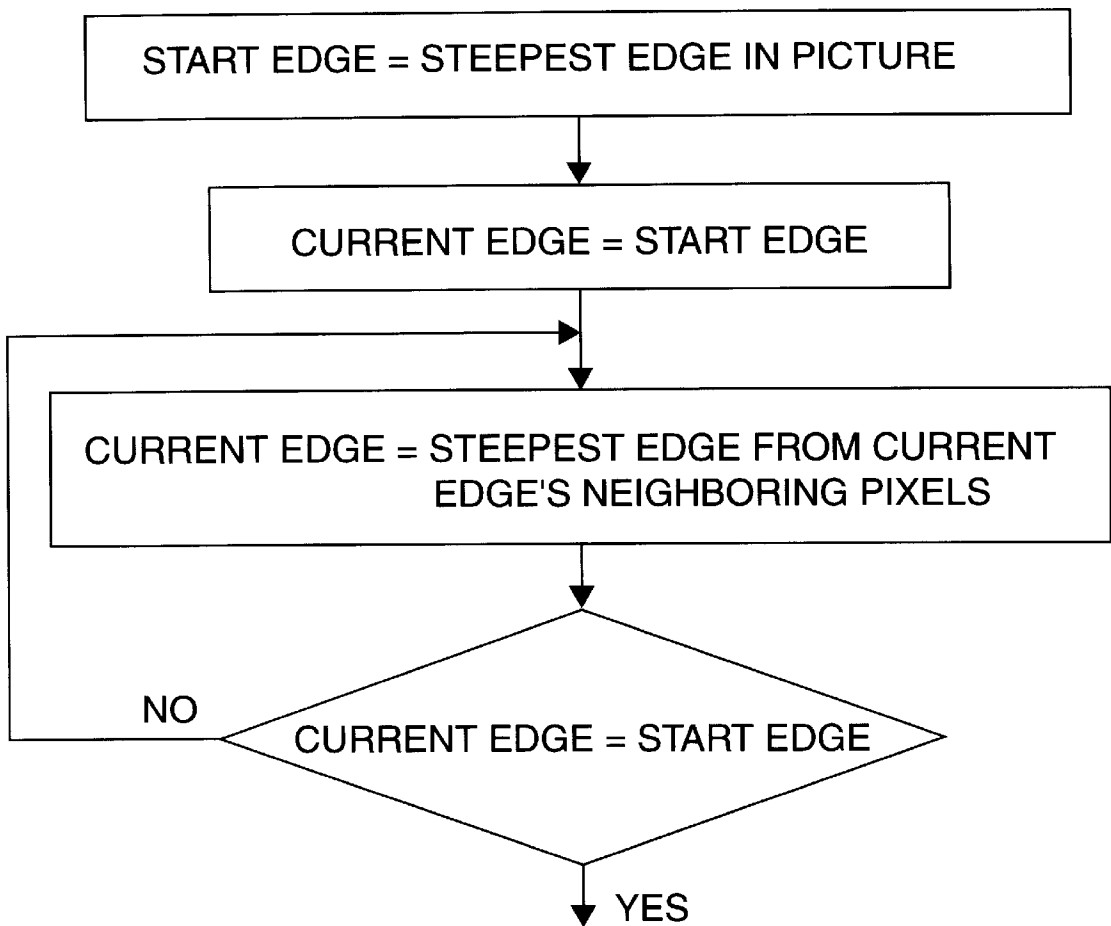 START EDGE = STEEPEST EDGE IN PICTURE
CURRENT EDGE = START EDGE
CURRENT EDGE = STEEPEST EDGE FROM CURRENT
EDGE'S NEIGHBORING PIXELS
NO
CURRENT EDGE = START EDGE
YES